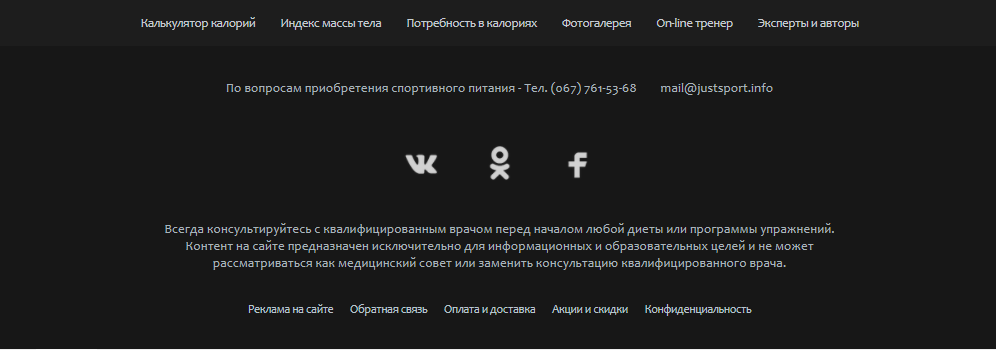 Калькулятор калорий Индекс массы тела Потребность в калориях Фотогалерея On-line тренер Эксперты и авторы
По вопросам приобретения спортивного питания - Тел. (067) 761-53-68 mail@justsport.info
Всегда консультируйтесь с квалифицированным врачом перед началом любой диеты или программы упражнений.
Контент на сайте предназначен исключительно для информационных и образовательных целей и не может
рассматриваться как медицинский совет или заменить консультацию квалифицированного врача.
Реклама на сайте Обратная связь Оплата и доставка Акции и скидки Конфиденциальность